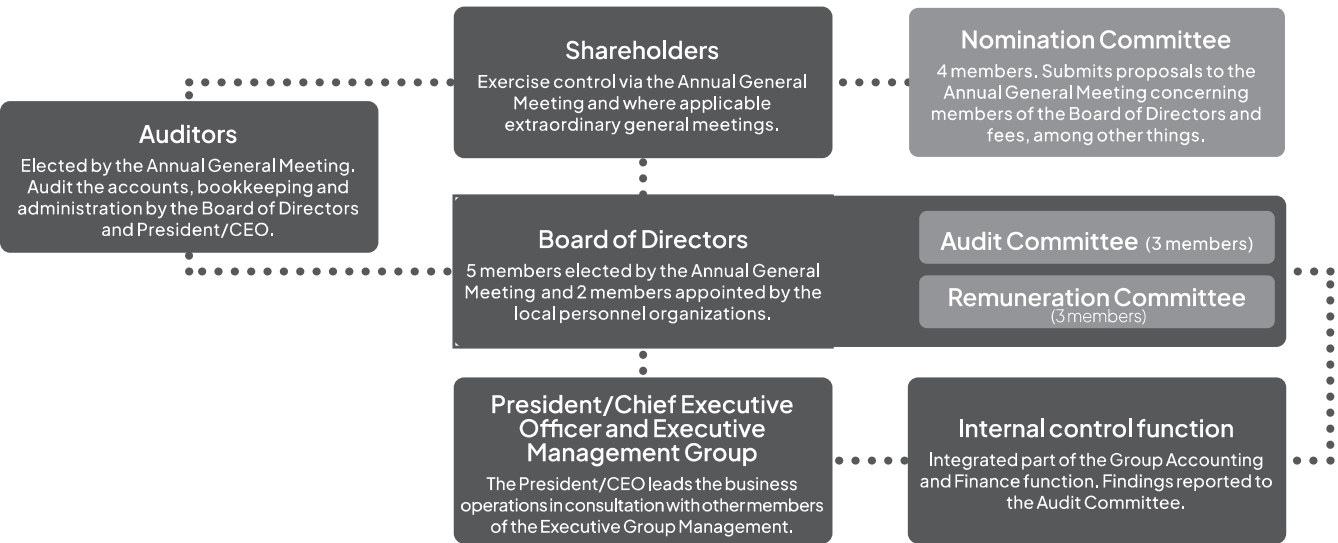 Shareholders
Exercise control via the Annual General
Meeting and where applicable
extraordinary general meetings.
Nomination Committee
4 members. Submits proposals to the
Annual General Meeting concerning
members of the Board of Directors and
fees, among other things.
Auditors
Elected by the Annual General Meeting.
Audit the accounts, bookkeeping and
administration by the Board of Directors
and President/CEO.
Board of Directors
5 members elected by the Annual General
Meeting and 2 members appointed by the
local personnel organizations.
Audit Committee (3 members)
Remuneration Committee
(3 members)
President/Chief Executive
Officer and Executive
Management Group
The President/CEO leads the business
operations in consultation with other members
of the Executive Group Management.
Internal control function
Integrated part of the Group Accounting
and Finance function. Findings reported to
the Audit Committee.